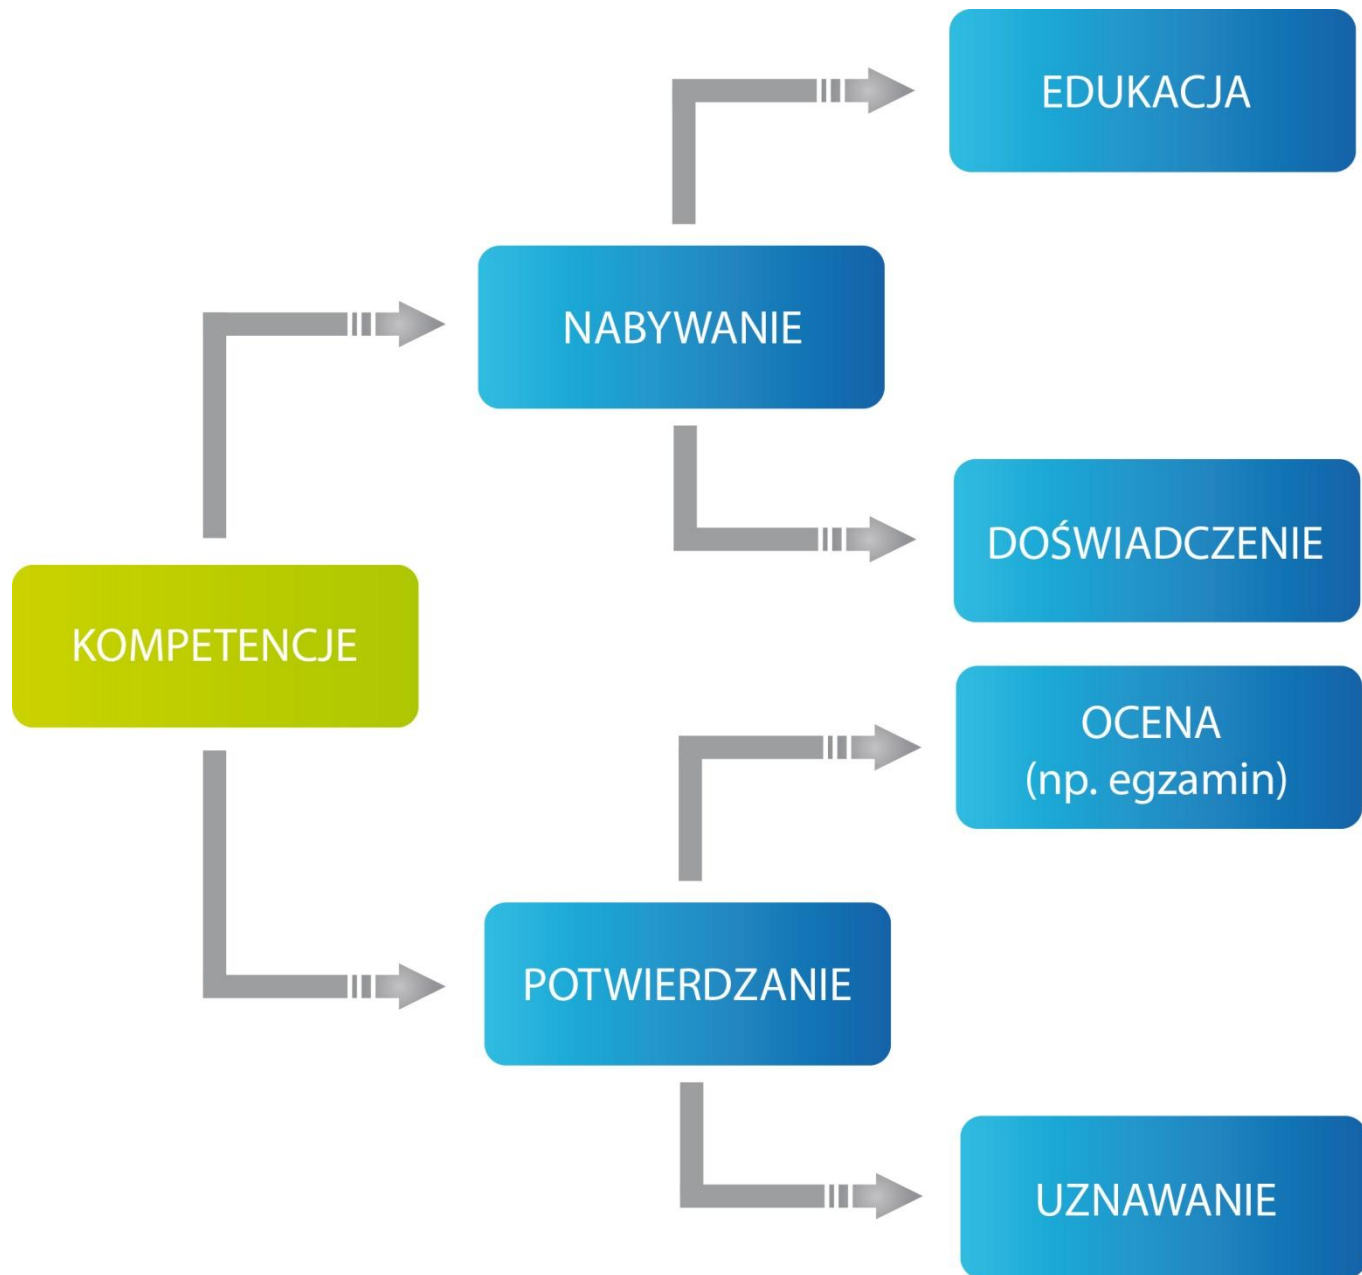 EDUKACJA
NABYWANIE
DOŚWIADCZENIE
KOMPETENCJE
OCENA
(np. egzamin)
POTWIERDZANIE
UZNAWANIE